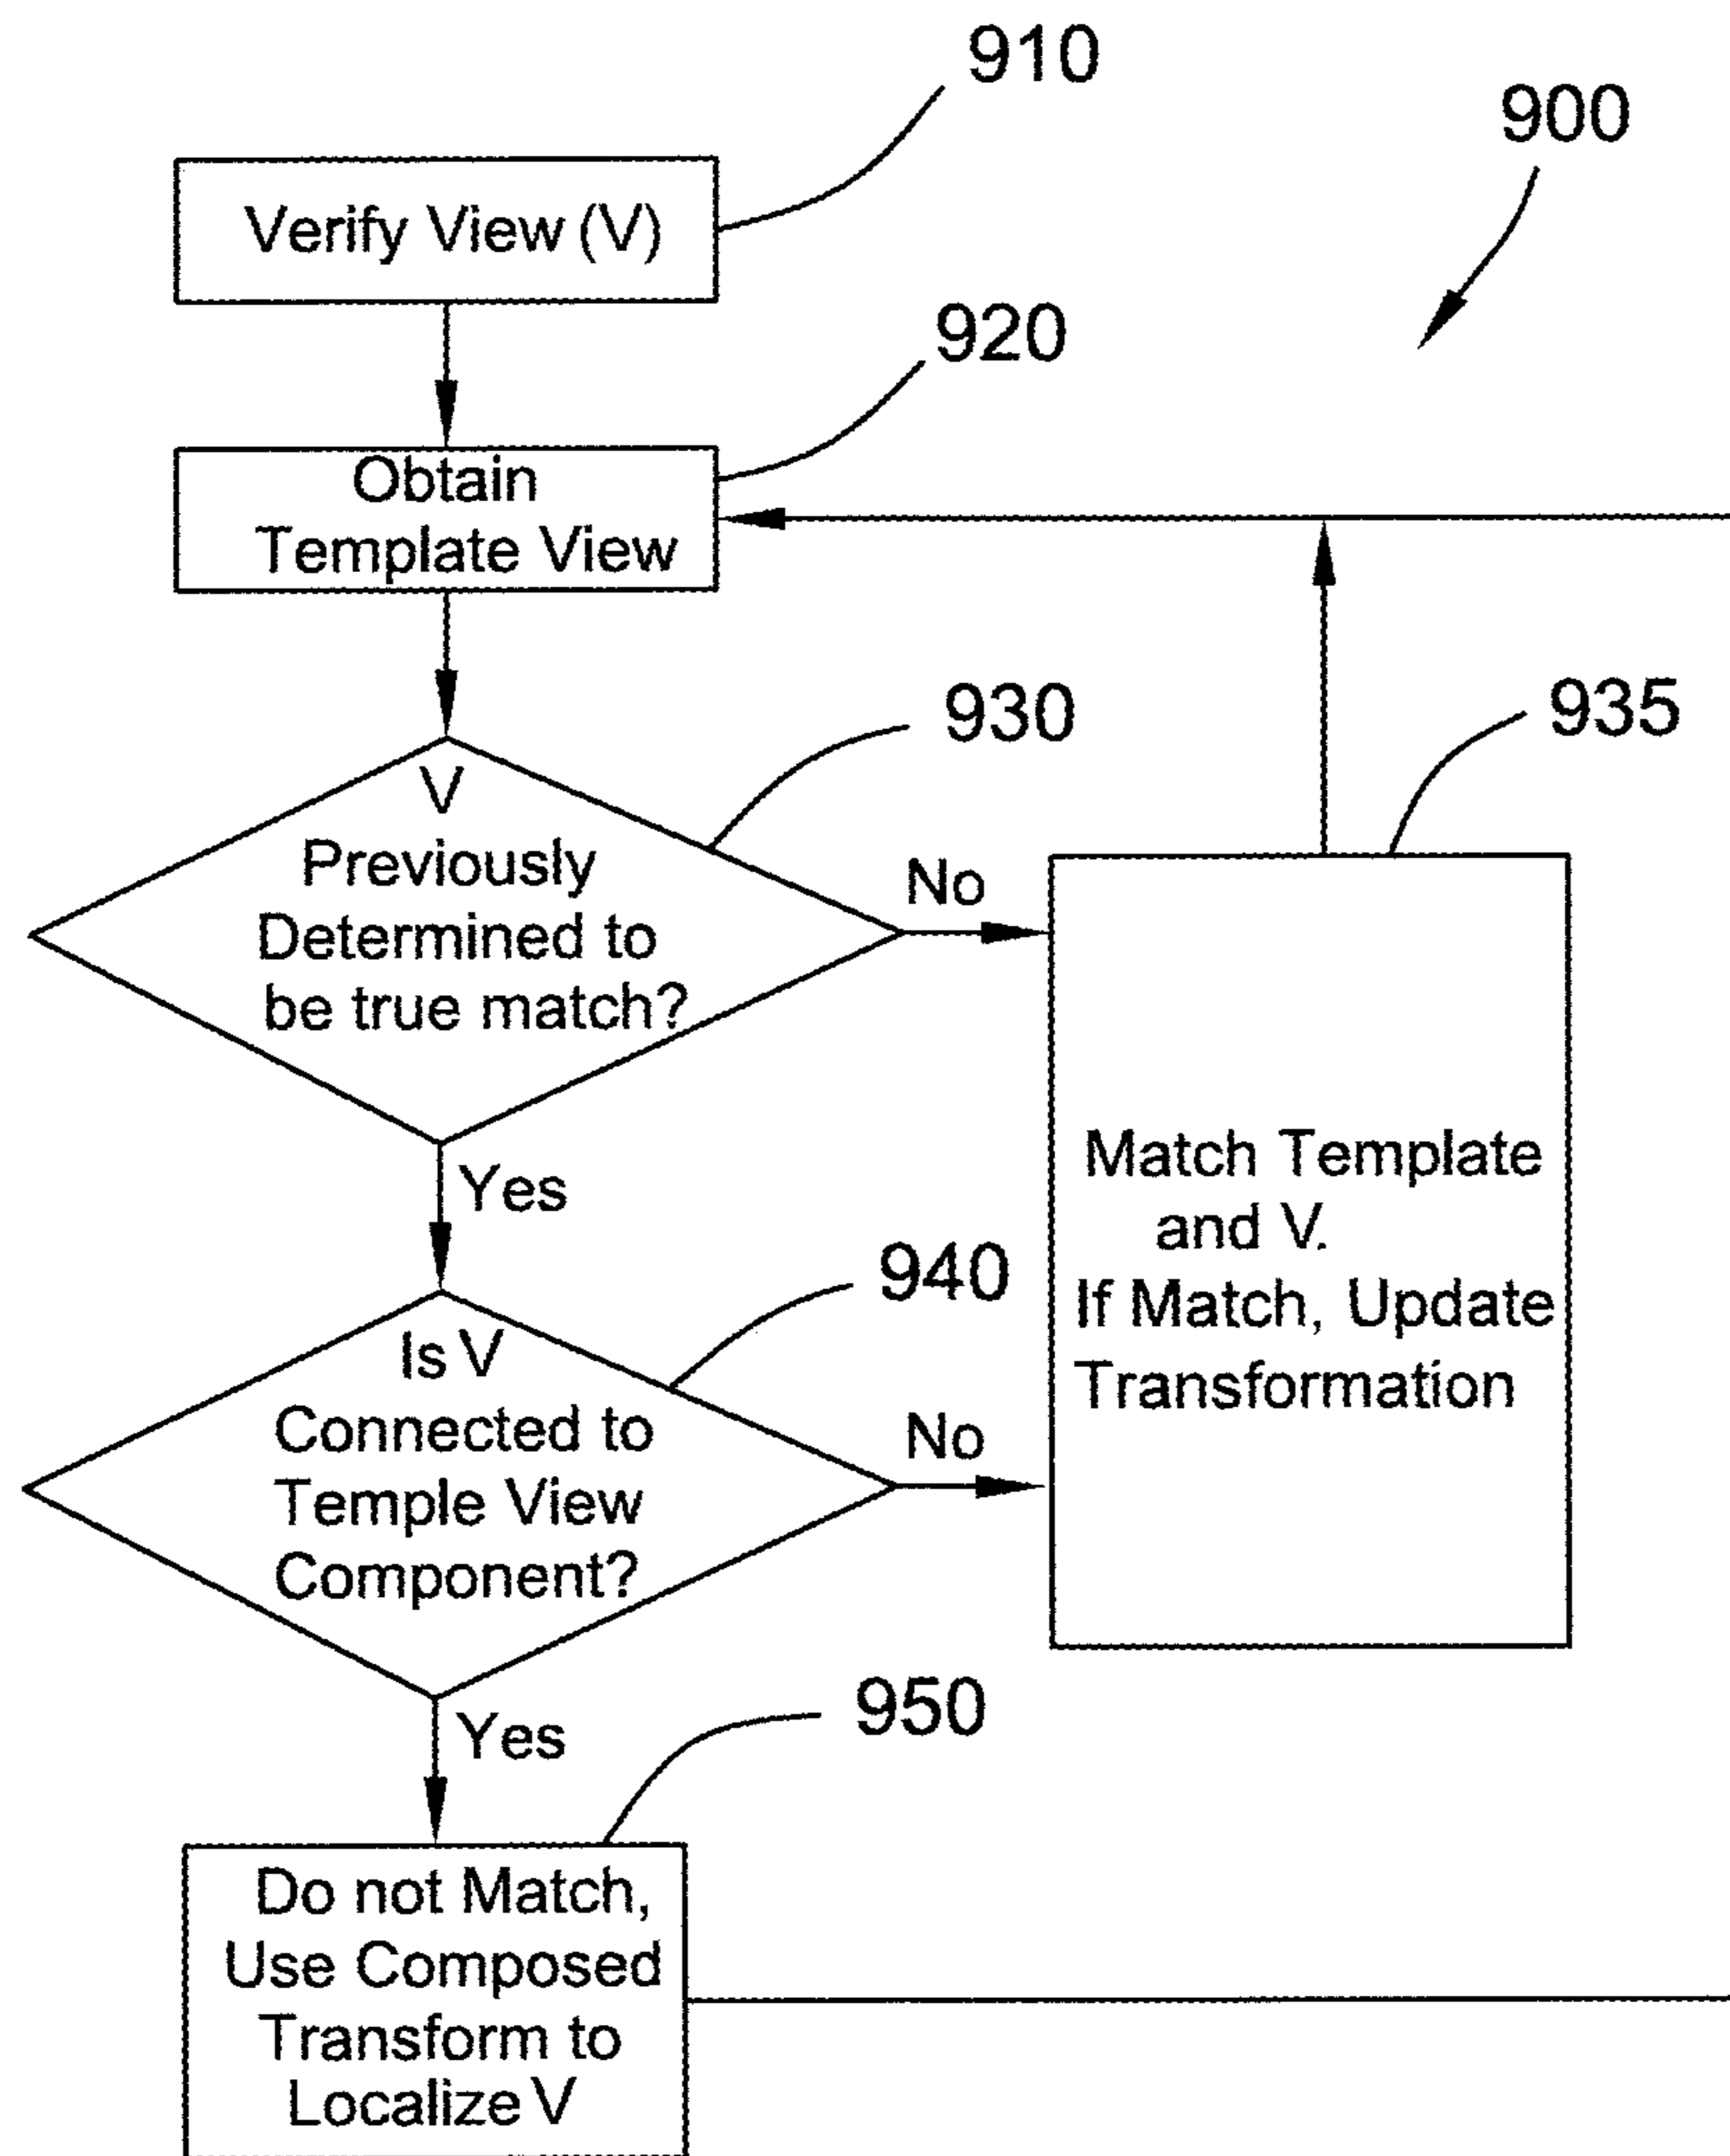 910
900
Verify View (V)
920
Obtain
Template View
930
935
V
Previously
Determined to
be true match?
No
Yes
Match Template
and V.
If Match, Update
Transformation
940
Is V
Connected to
Temple View
Component?
No
Yes
950
Do not Match,
Use Composed
Transform to
Localize V